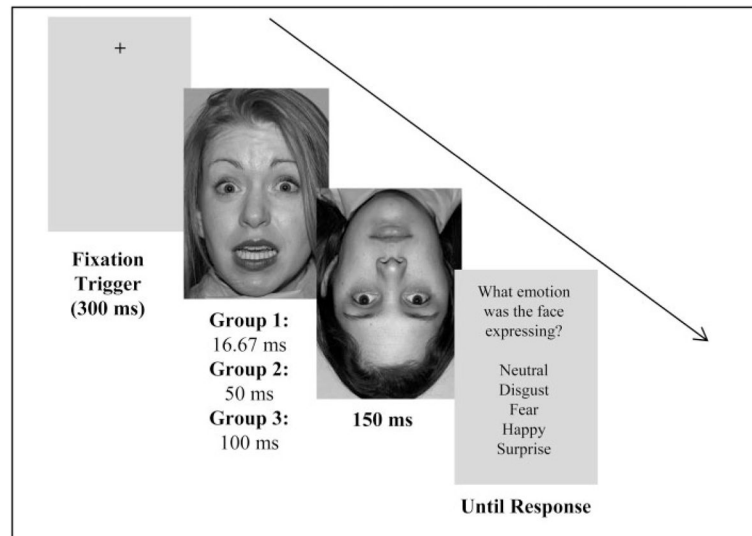 +
Fixation
Trigger
(300 ms)
Group 1:
16.67 ms
Group 2:
50 ms
Group 3:
100 ms
150 ms
What emotion
was the face
expressing?
Neutral
Disgust
Fear
Happy
Surprise
Until Response